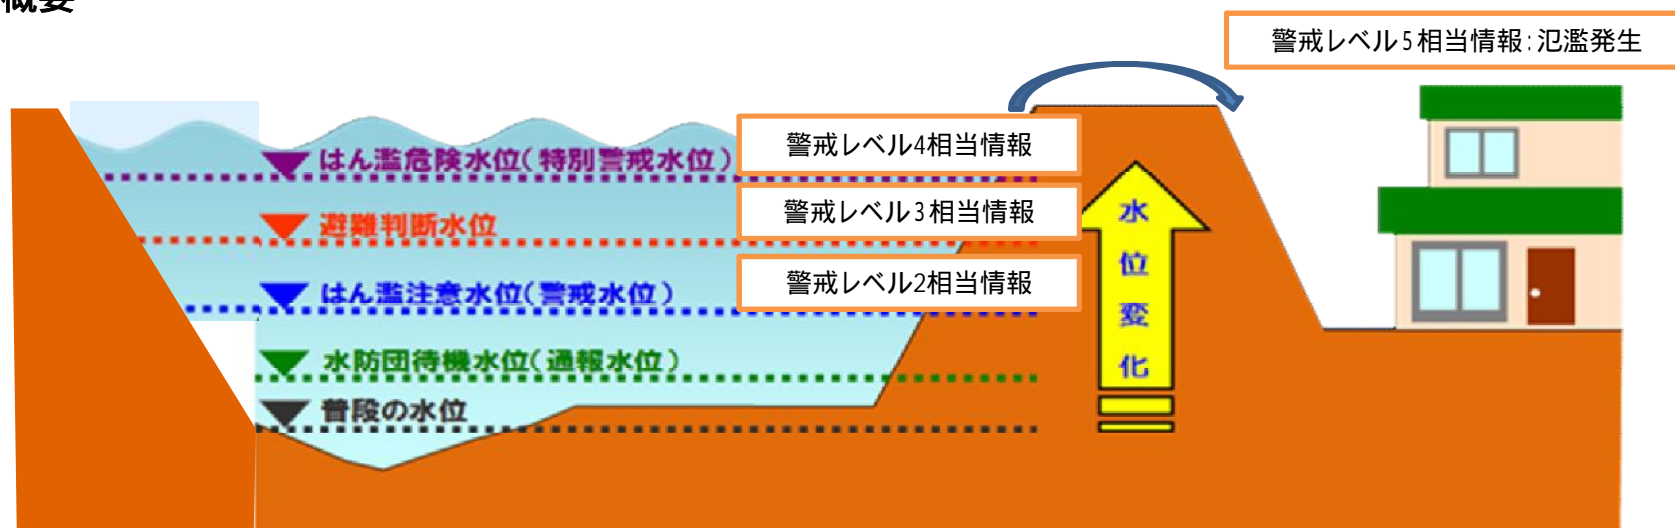 概要
警戒レベル5相当情報:氾濫発生
はん濫危険水位(特別警戒水位)
警戒レベル4相当情報
避難判断水位
警戒レベル3相当情報
はん濫注意水位(警戒水位)
警戒レベル2相当情報
水防団待機水位(通報水位)
普段の水位
水位変化